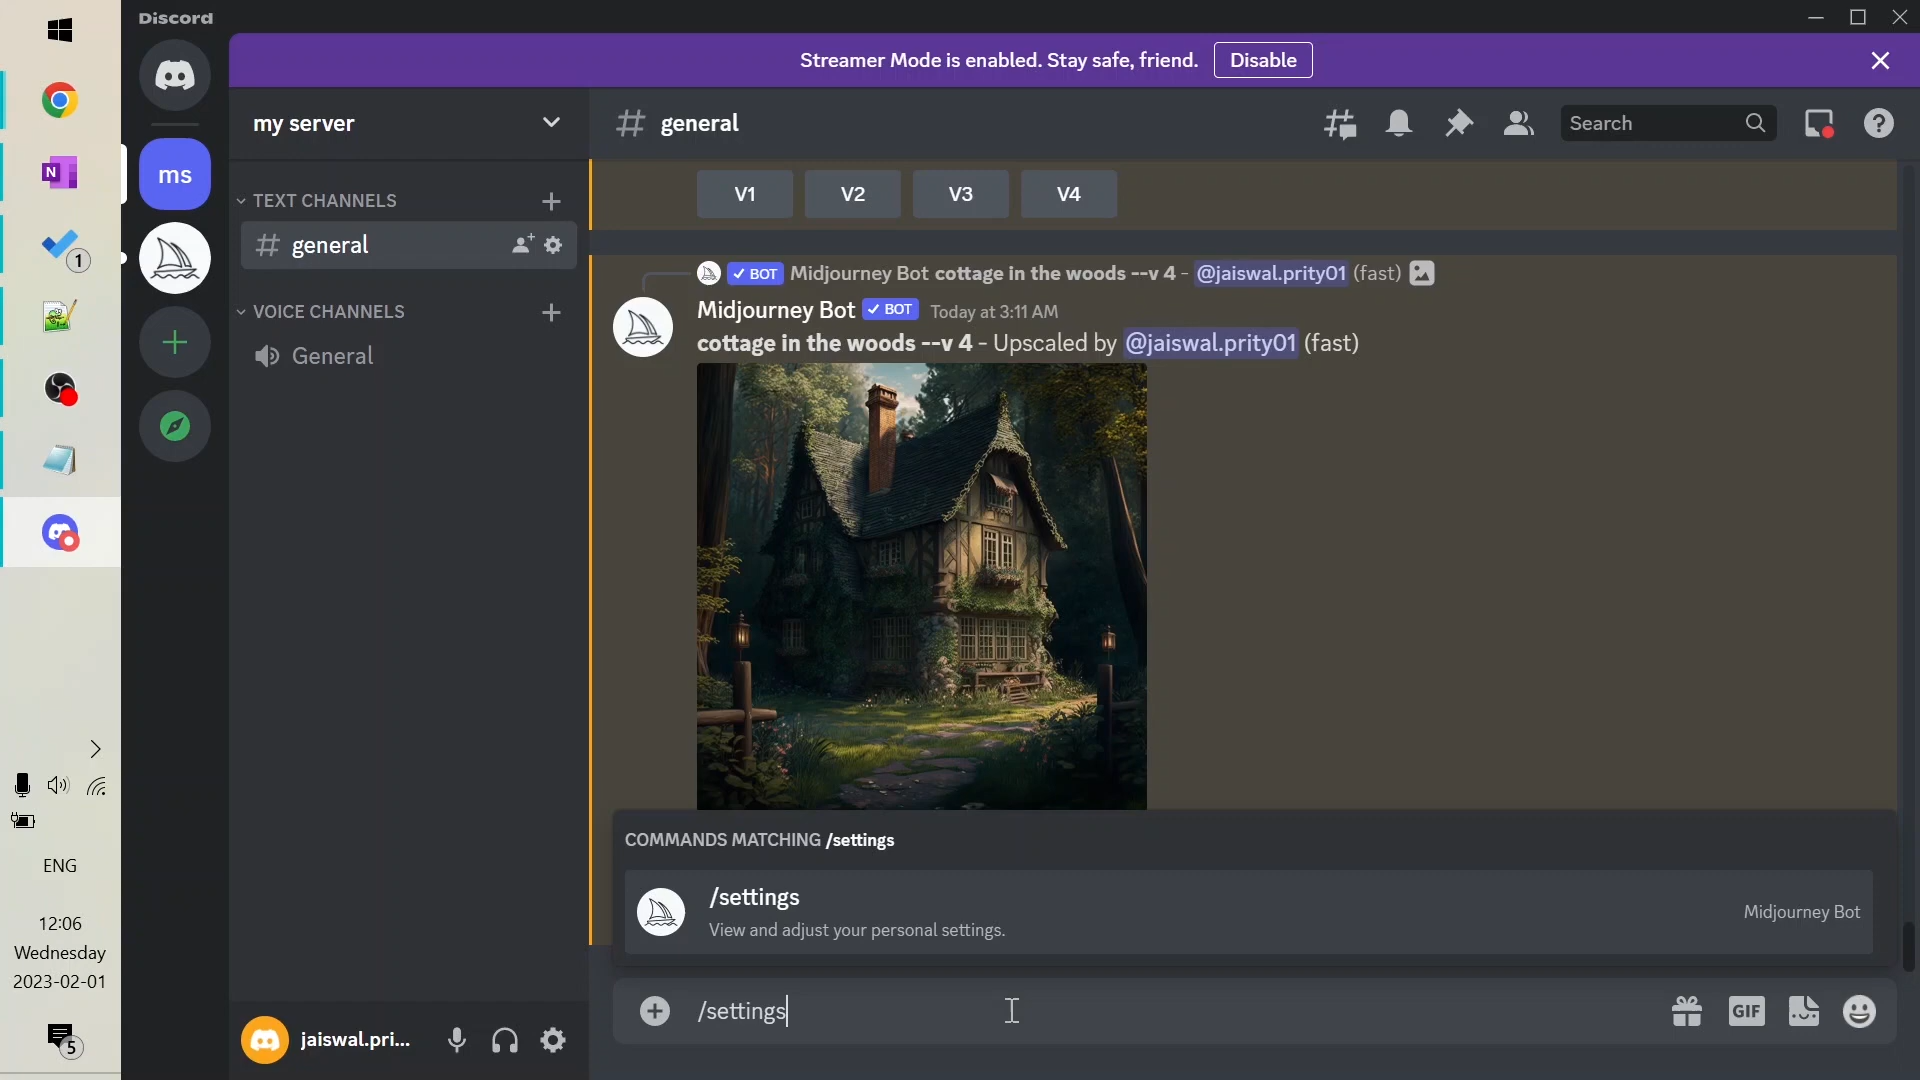 Discord
Streamer Mode is enabled. Stay safe, friend. Disable
my server
general
Search
ms
TEXT CHANNELS
general
VOICE CHANNELS
General
V1 V2 V3 V4
✓ BOT Midjourney Bot cottage in the woods --v 4 - @jaiswal.prity01 (fast)
Midjourney Bot ✓ BOT Today at 3:11 AM
cottage in the woods --v 4 - Upscaled by @jaiswal.prity01 (fast)
COMMANDS MATCHING /settings
/settings
View and adjust your personal settings.
Midjourney Bot
/settings
GIF
jaiswal.pri...
N
1
ENG
12:06
Wednesday
2023-02-01
5